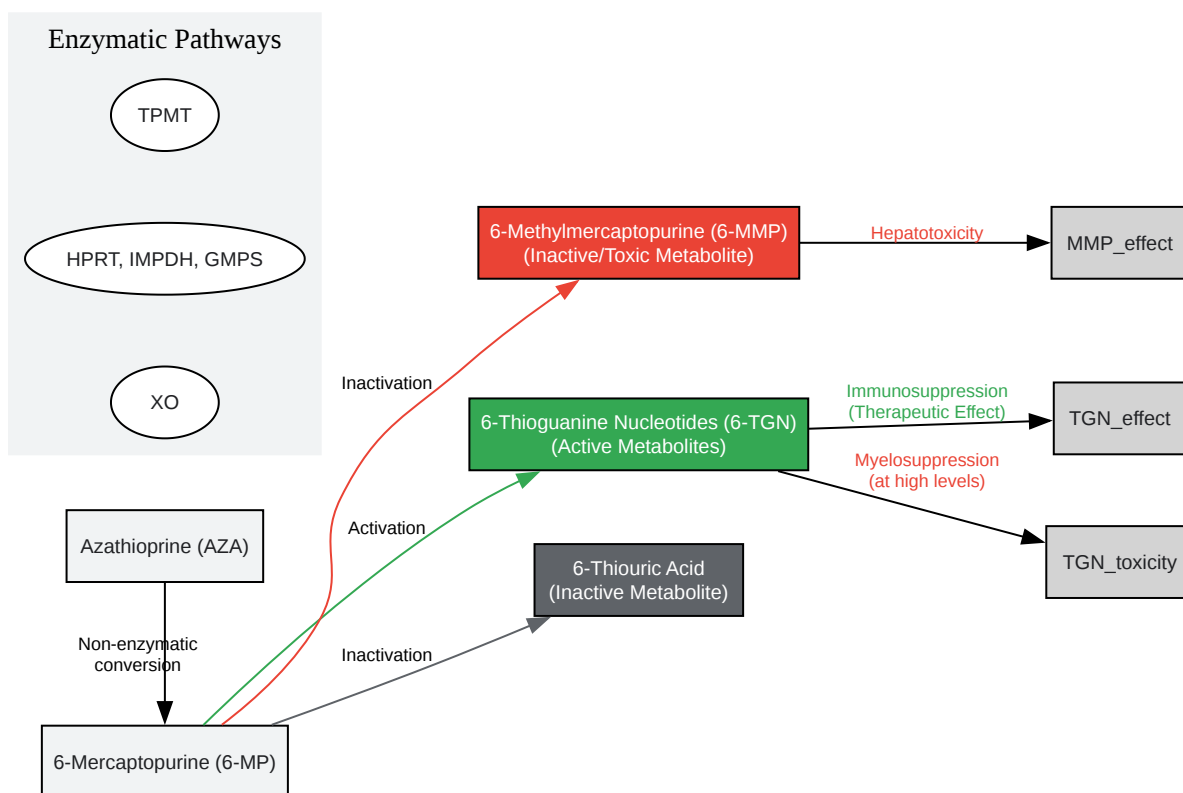 Enzymatic Pathways
TPMT
HPRT, IMPDH, GMPS
XO
6-Methylmercaptopurine (6-MMP)
(Inactive/Toxic Metabolite)
Hepatotoxicity
MMP_effect
Inactivation
6-Thioguanine Nucleotides (6-TGN)
(Active Metabolites)
Immunosuppression
(Therapeutic Effect)
TGN_effect
Myelosuppression
(at high levels)
TGN_toxicity
Activation
Azathioprine (AZA)
6-Thiouric Acid
(Inactive Metabolite)
Non-enzymatic
conversion
Inactivation
6-Mercaptopurine (6-MP)